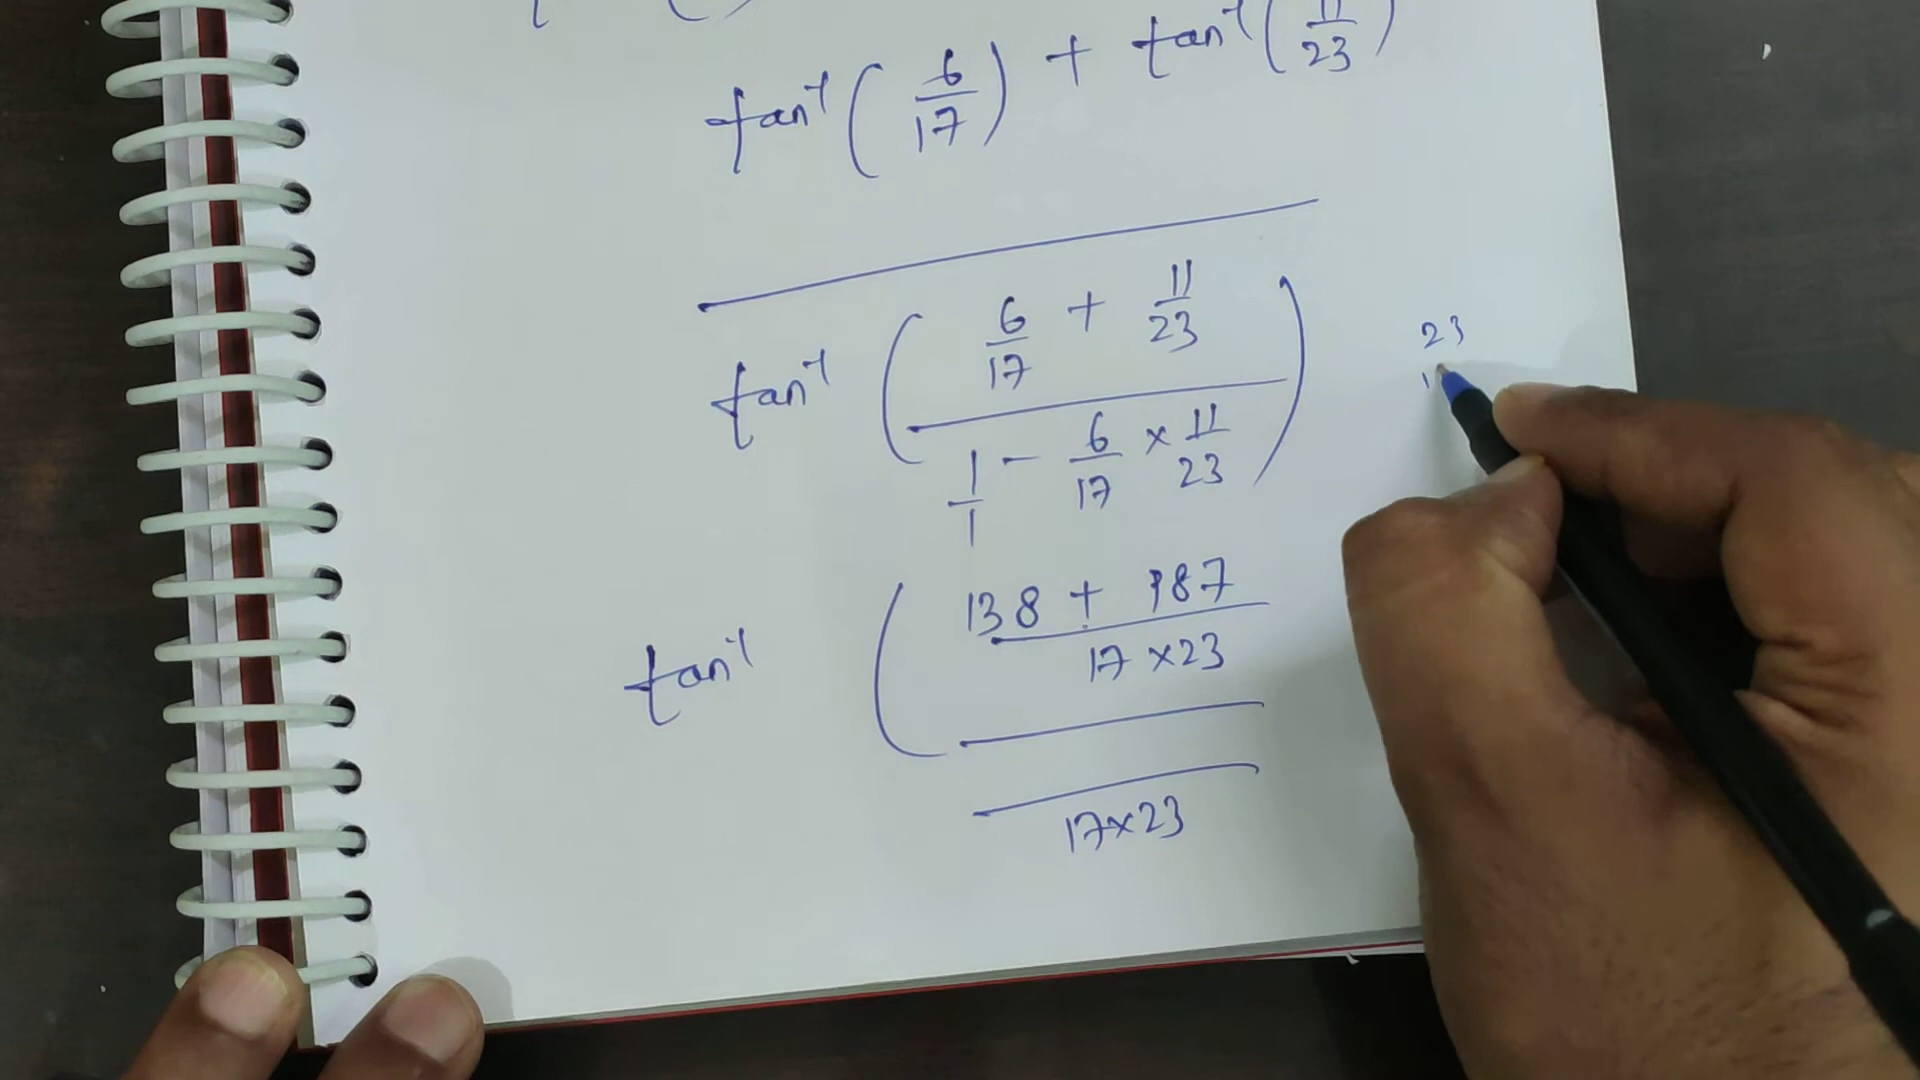 tan⁻¹(6/17) + tan⁻¹(11/23)
tan⁻¹((6/17 + 11/23)/(1/1 - 6/17 × 11/23))
23
1
tan⁻¹ ( (138 + 187)/(17 × 23)
17×23